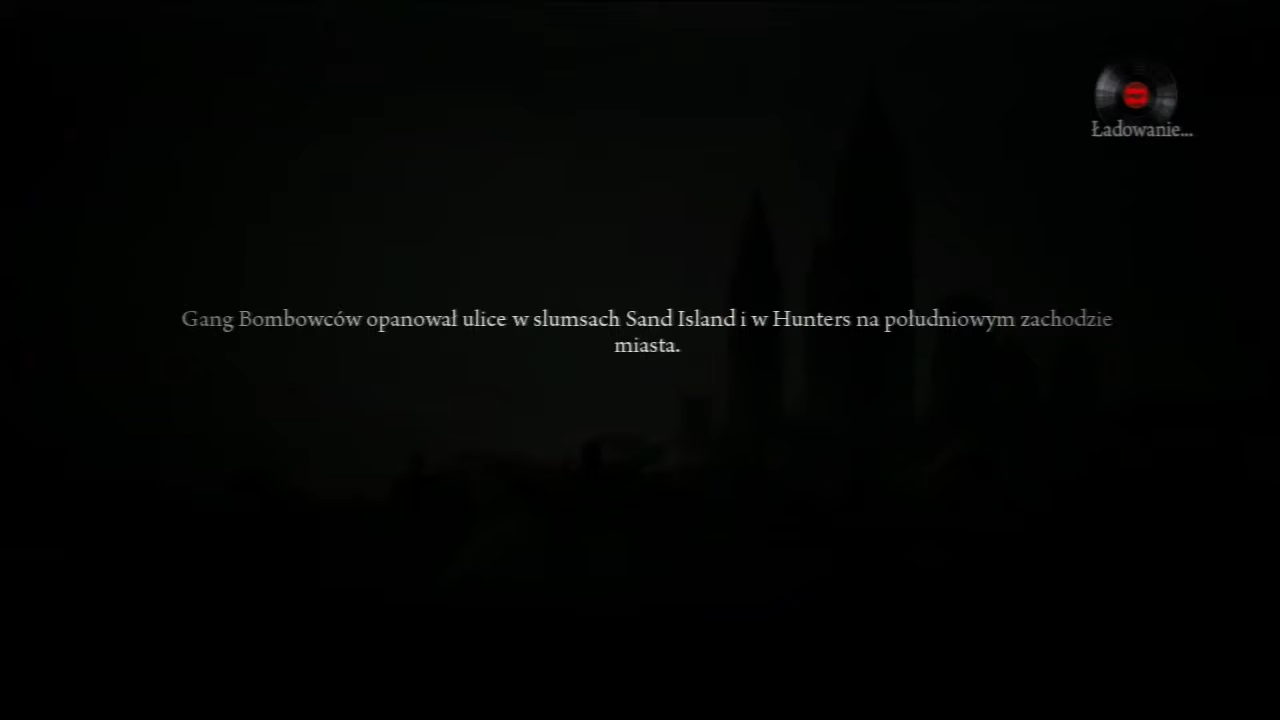 Ładowanie...
Gang Bombowców opanował ulice w slumsach Sand Island i w Hunters na południowym zachodzie
miasta.